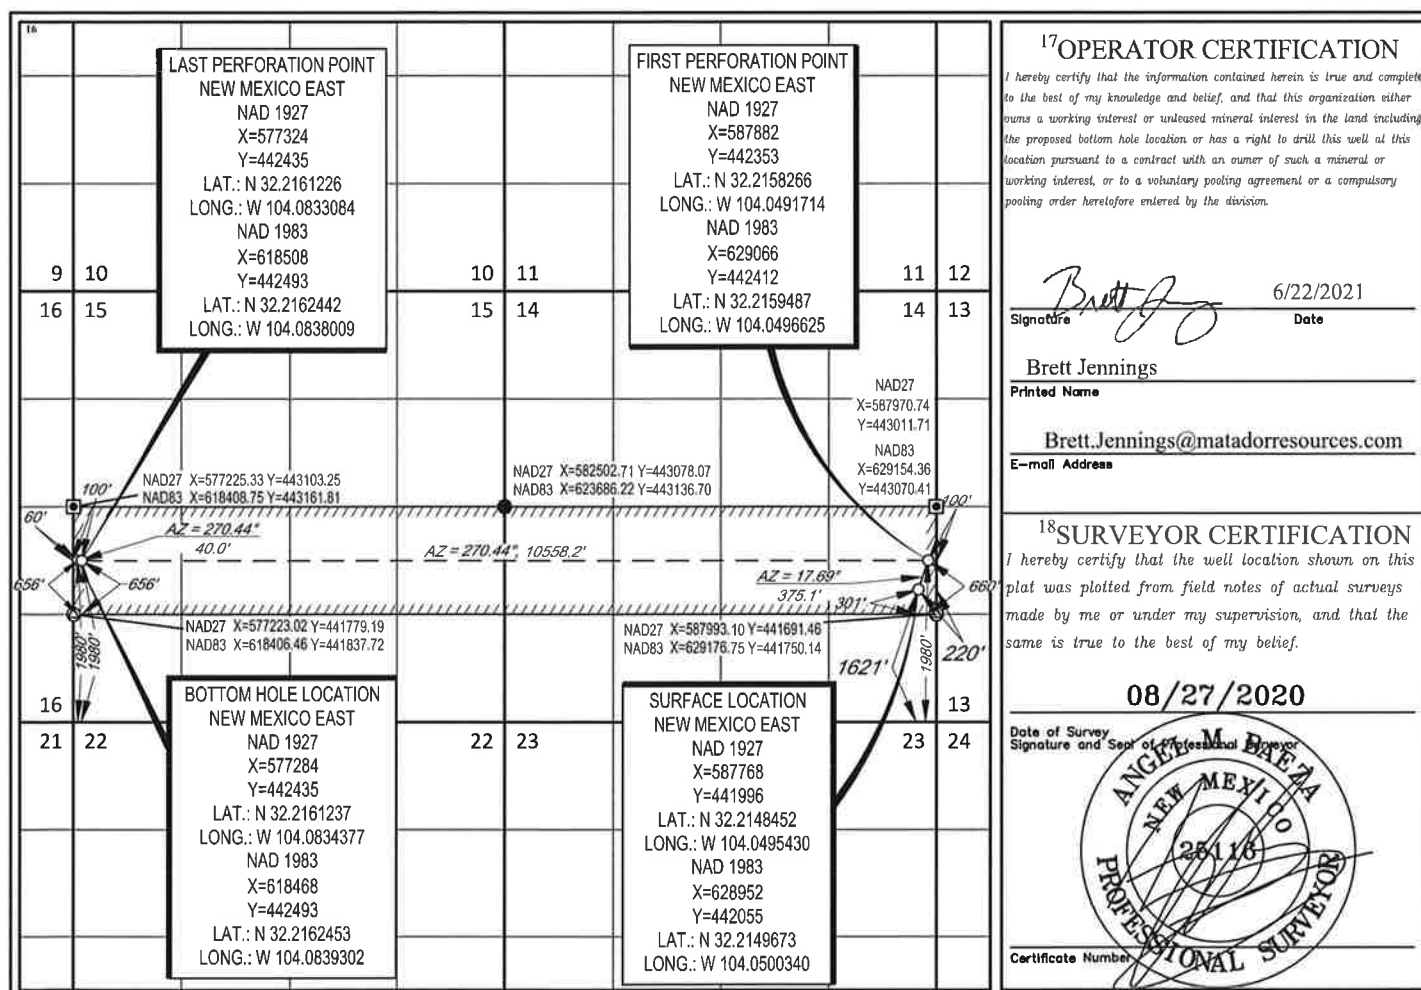 16
LAST PERFORATION POINT
NEW MEXICO EAST
NAD 1927
X=577324
Y=442435
LAT.: N 32.2161226
LONG.: W 104.0833084
NAD 1983
X=618508
Y=442493
LAT.: N 32.2162442
LONG.: W 104.0838009
FIRST PERFORATION POINT
NEW MEXICO EAST
NAD 1927
X=587882
Y=442353
LAT.: N 32.2158266
LONG.: W 104.0491714
NAD 1983
X=629066
Y=442412
LAT.: N 32.2159487
LONG.: W 104.0496625
9 10
16 15
10 11
15 14
11 12
14 13
NAD27
X=587970.74
Y=443011.71
NAD83
X=629154.36
Y=443070.41
NAD27 X=577225.33 Y=443103.25
NAD83 X=618408.75 Y=443161.81
NAD27 X=582502.71 Y=443078.07
NAD83 X=623686.22 Y=443136.70
100'
100'
60'
AZ = 270.44°
40.0'
AZ = 270.44°, 10558.2'
AZ = 17.69°
375.1'
656'
656'
660'
301'
NAD27 X=577223.02 Y=441779.19
NAD83 X=618406.46 Y=441837.72
NAD27 X=587993.10 Y=441691.46
NAD83 X=629176.75 Y=441750.14
1980'
1980'
1621'
1980'
220'
16
21 22
22 23
13
23 24
BOTTOM HOLE LOCATION
NEW MEXICO EAST
NAD 1927
X=577284
Y=442435
LAT.: N 32.2161237
LONG.: W 104.0834377
NAD 1983
X=618468
Y=442493
LAT.: N 32.2162453
LONG.: W 104.0839302
SURFACE LOCATION
NEW MEXICO EAST
NAD 1927
X=587768
Y=441996
LAT.: N 32.2148452
LONG.: W 104.0495430
NAD 1983
X=628952
Y=442055
LAT.: N 32.2149673
LONG.: W 104.0500340
17 OPERATOR CERTIFICATION
I hereby certify that the information contained herein is true and complete
to the best of my knowledge and belief, and that this organization either
owns a working interest or unleased mineral interest in the land including
the proposed bottom hole location or has a right to drill this well at this
location pursuant to a contract with an owner of such a mineral or
working interest, or to a voluntary pooling agreement or a compulsory
pooling order heretofore entered by the division.
6/22/2021
Signature Date
Brett Jennings
Printed Name
Brett.Jennings@matadorresources.com
E-mail Address
18 SURVEYOR CERTIFICATION
I hereby certify that the well location shown on this
plat was plotted from field notes of actual surveys
made by me or under my supervision, and that the
same is true to the best of my belief.
08/27/2020
Date of Survey
Signature and Seal of Professional Surveyor
ANGEL M. BAEZA
NEW MEXICO
25116
PROFESSIONAL SURVEYOR
Certificate Number